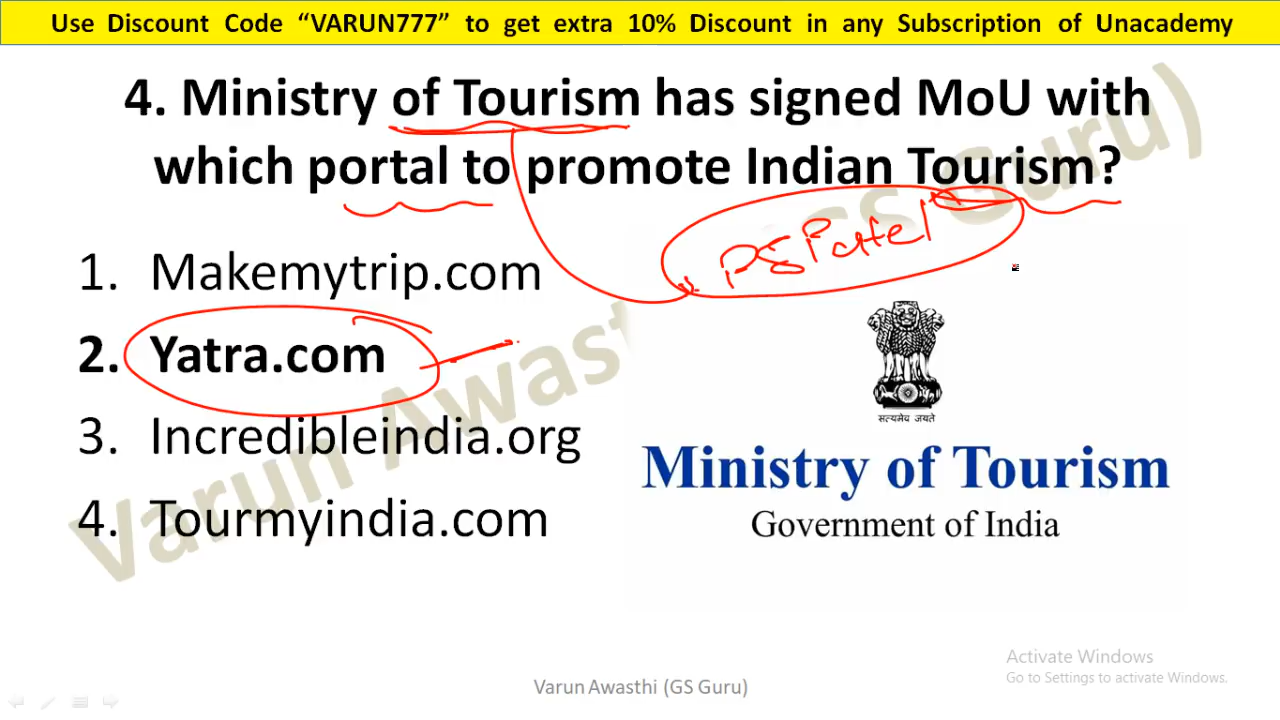 Use Discount Code “VARUN777” to get extra 10% Discount in any Subscription of Unacademy
4. Ministry of Tourism has signed MoU with
which portal to promote Indian Tourism?
PSPatel
1. Makemytrip.com
2. Yatra.com
3. Incredibleindia.org
4. Tourmyindia.com
सत्यमेव जयते
Ministry of Tourism
Government of India
Varun Awasthi (GS Guru)
Activate Windows
Go to Settings to activate Windows.
Varun Awasthi (GS Guru)